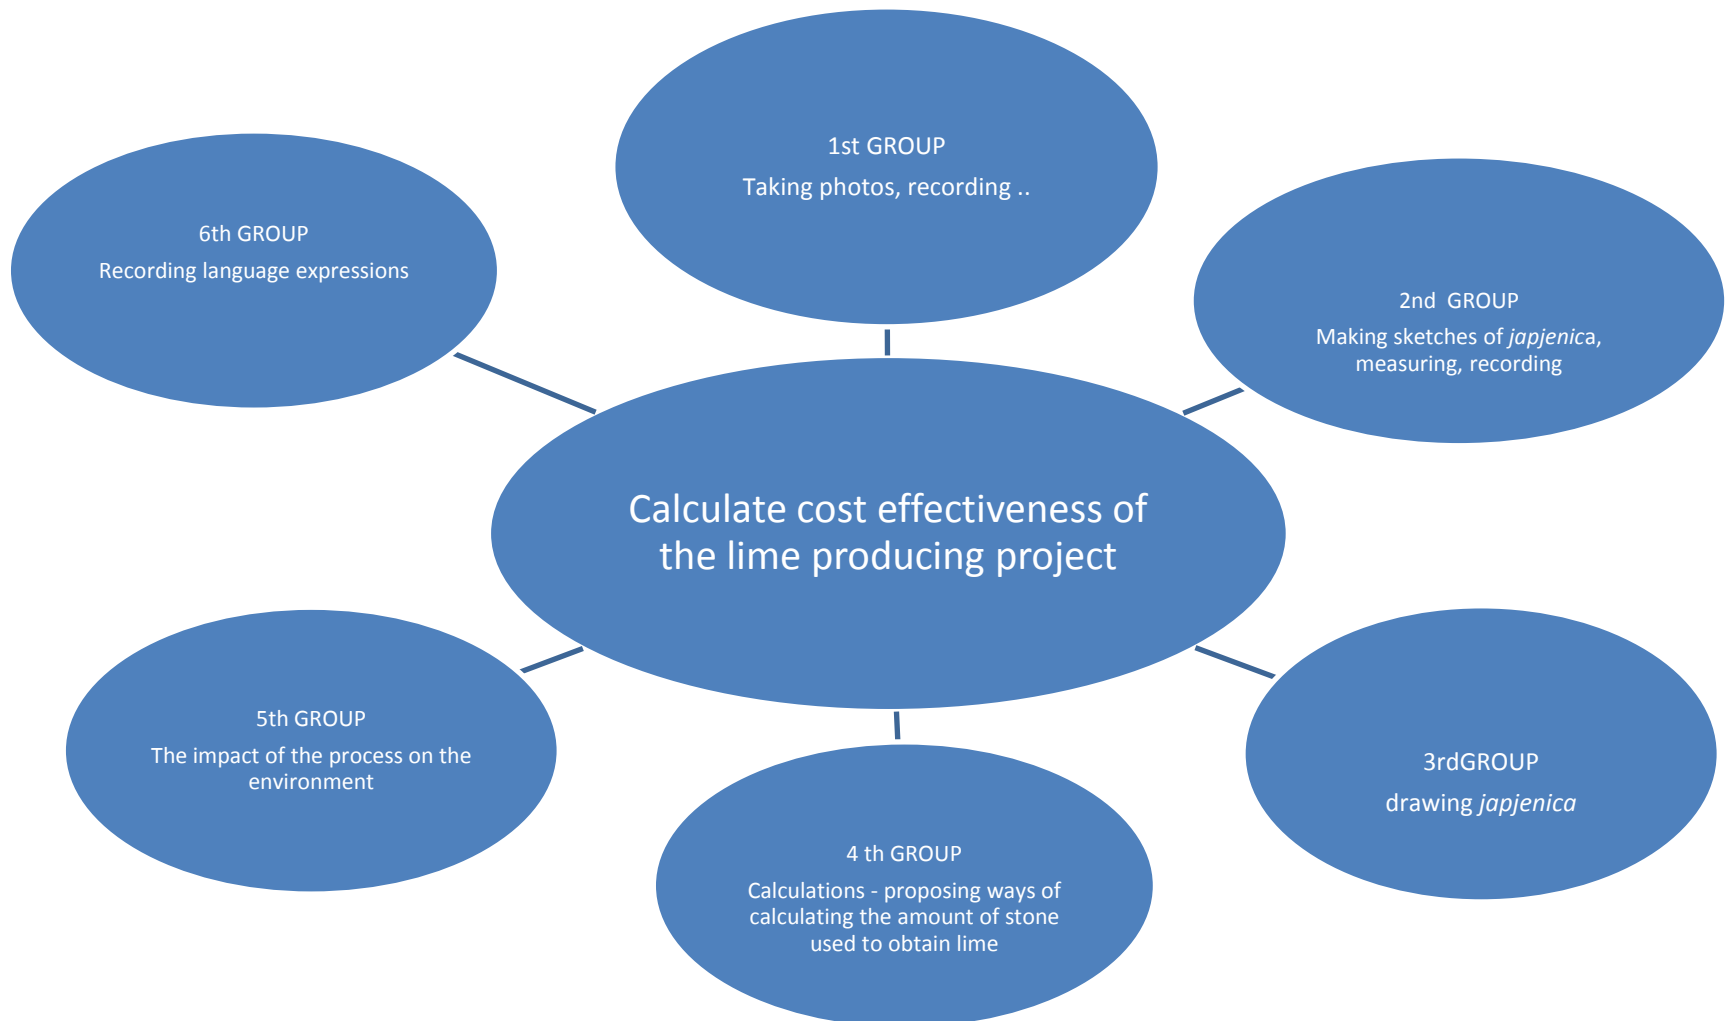 1st GROUP
Taking photos, recording ..
6th GROUP
Recording language expressions
2nd  GROUP
Making sketches of japjenica,
measuring, recording
Calculate cost effectiveness of
the lime producing project
5th GROUP
The impact of the process on the
environment
3rdGROUP
drawing japjenica
4 th GROUP
Calculations - proposing ways of
calculating the amount of stone
used to obtain lime